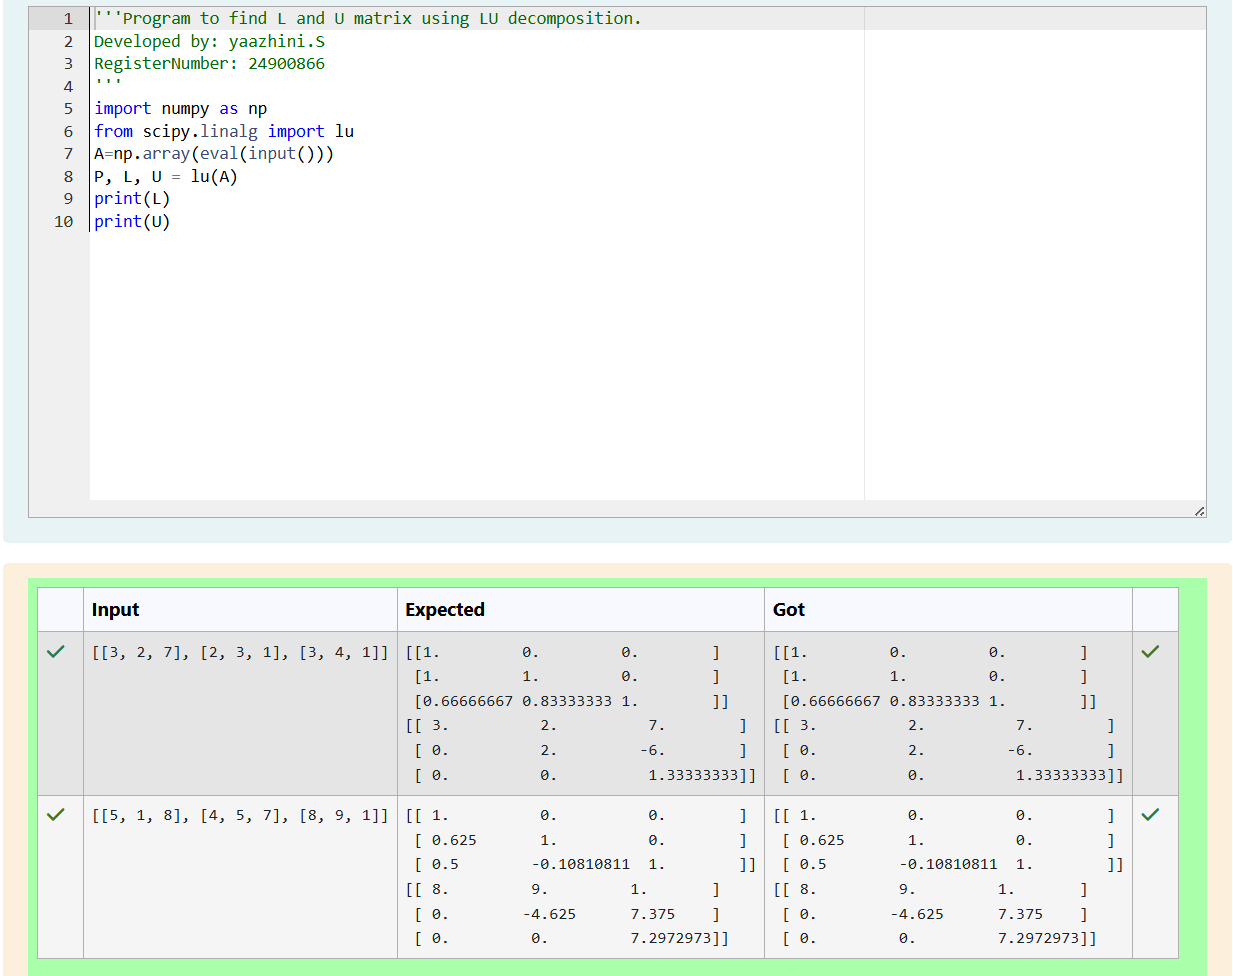 1 '''Program to find L and U matrix using LU decomposition.
2 Developed by: yaazhini.S
3 RegisterNumber: 24900866
4 '''
5 import numpy as np
6 from scipy.linalg import lu
7 A=np.array(eval(input()))
8 P, L, U = lu(A)
9 print(L)
10 print(U)
Input Expected Got
[[3, 2, 7], [2, 3, 1], [3, 4, 1]] [[1. 0. 0. ] [[1. 0. 0. ]
[1. 1. 0. ] [1. 1. 0. ]
[0.66666667 0.83333333 1. ]] [0.66666667 0.83333333 1. ]]
[[ 3. 2. 7. ] [[ 3. 2. 7. ]
[ 0. 2. -6. ] [ 0. 2. -6. ]
[ 0. 0. 1.33333333]] [ 0. 0. 1.33333333]]
[[5, 1, 8], [4, 5, 7], [8, 9, 1]] [[ 1. 0. 0. ] [[ 1. 0. 0. ]
[ 0.625 1. 0. ] [ 0.625 1. 0. ]
[ 0.5 -0.10810811 1. ]] [ 0.5 -0.10810811 1. ]]
[[ 8. 9. 1. ] [[ 8. 9. 1. ]
[ 0. -4.625 7.375 ] [ 0. -4.625 7.375 ]
[ 0. 0. 7.2972973]] [ 0. 0. 7.2972973]]